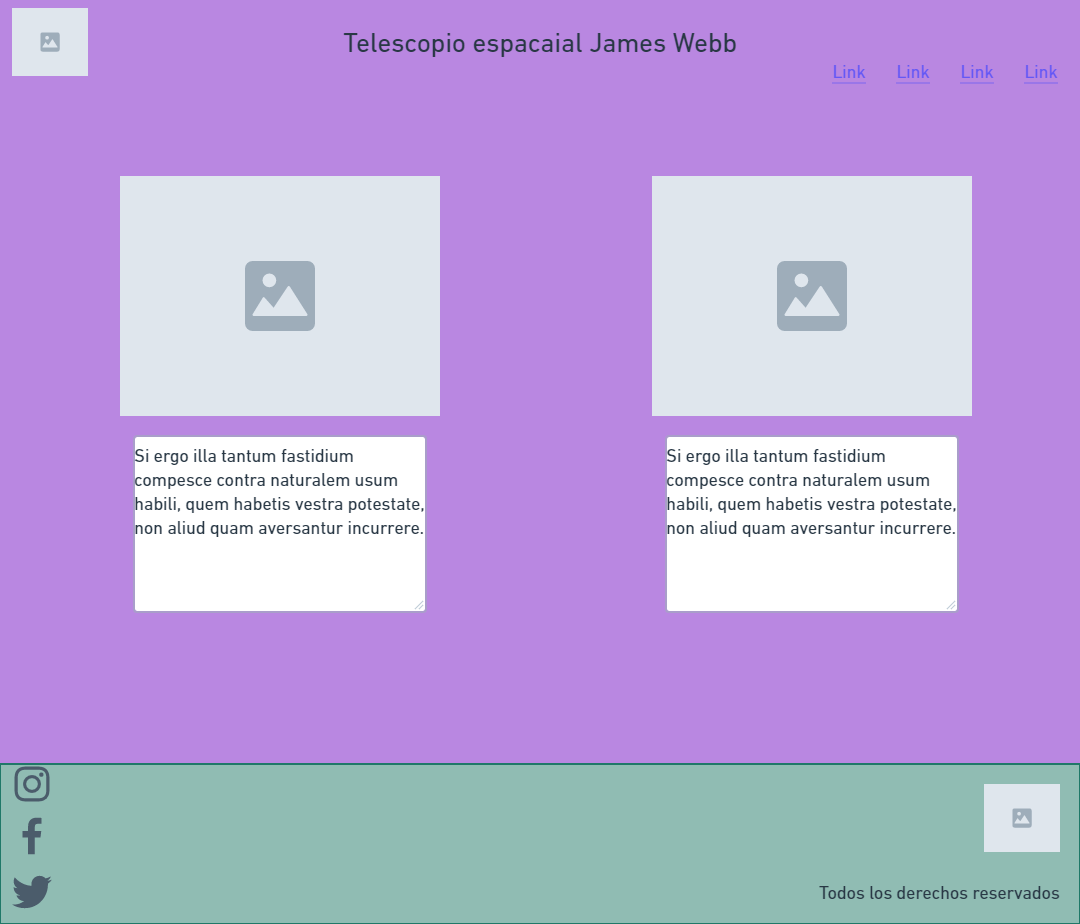 Telescopio espacaial James Webb
Link Link Link Link
Si ergo illa tantum fastidium
compesce contra naturalem usum
habili, quem habetis vestra potestate,
non aliud quam aversantur incurrere.
Si ergo illa tantum fastidium
compesce contra naturalem usum
habili, quem habetis vestra potestate,
non aliud quam aversantur incurrere.
Todos los derechos reservados